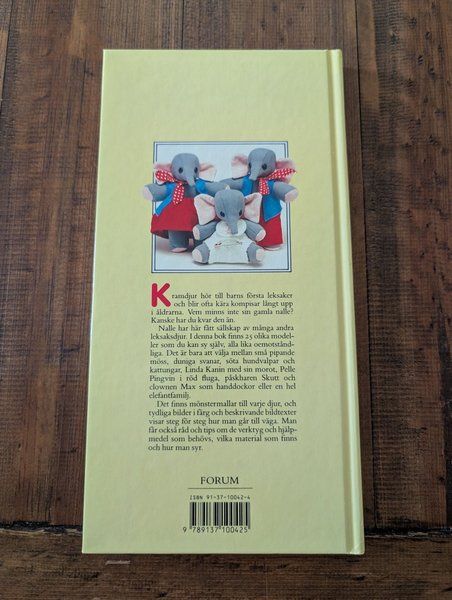 Kramdjur hör till barns första leksaker
och blir ofta kära kompisar långt upp
i åldrarna. Vem minns inte sin gamla nalle?
Kanske har du kvar den än.
Nalle har här fått sällskap av många andra
leksaksdjur. I denna bok finns 25 olika model-
ler som du kan sy själv, alla lika oemotstånd-
liga. Det är bara att välja mellan små pipande
möss, duniga svanar, söta hundvalpar och
kattungar, Linda Kanin med sin morot, Pelle
Pingvin i röd fluga, påskharen Skutt och
clownen Max som handdockor eller en hel
elefantfamilj.
Det finns mönstermallar till varje djur, och
tydliga bilder i färg och beskrivande bildtexter
visar steg för steg hur man går till väga. Man
får också råd och tips om de verktyg och hjälp-
medel som behövs, vilka material som finns
och hur man syr.
FORUM
ISBN 91-37-10042-4
9 789137 100425